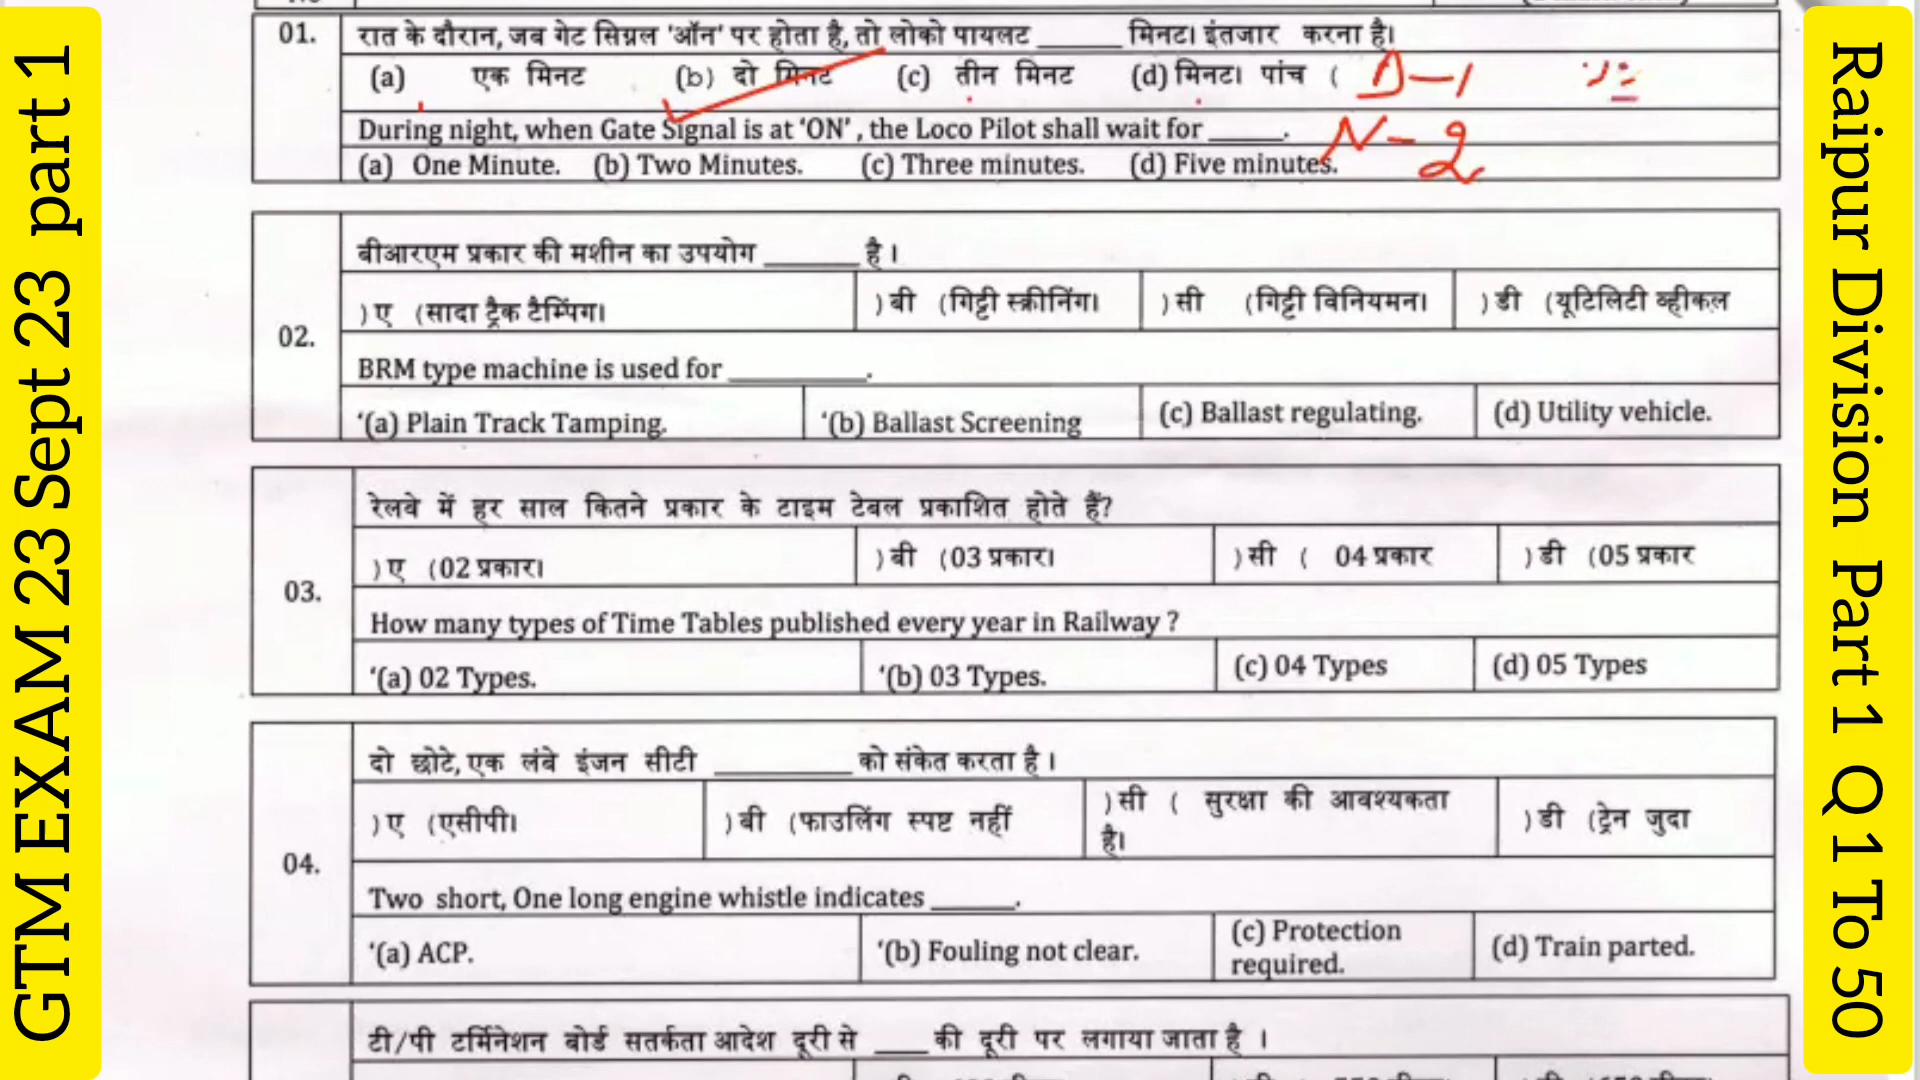 GTM EXAM 23 Sept 23 part 1
01.
रात के दौरान, जब गेट सिग्नल 'ऑन' पर होता है, तो लोको पायलट ______ मिनट। इंतजार करना है।
(a) एक मिनट (b) दो मिनट (c) तीन मिनट (d) मिनट। पांच (
D-1
During night, when Gate Signal is at 'ON' , the Loco Pilot shall wait for _____.
N-2
(a) One Minute. (b) Two Minutes. (c) Three minutes. (d) Five minutes.
02.
बीआरएम प्रकार की मशीन का उपयोग ______ है ।
) ए (सादा ट्रैक टैम्पिंग। ) बी (गिट्टी स्क्रीनिंग। ) सी (गिट्टी विनियमन। ) डी (यूटिलिटी व्हीकल
BRM type machine is used for _________.
'(a) Plain Track Tamping. '(b) Ballast Screening (c) Ballast regulating. (d) Utility vehicle.
03.
रेलवे में हर साल कितने प्रकार के टाइम टेबल प्रकाशित होते हैं?
) ए (02 प्रकार। ) बी (03 प्रकार। ) सी ( 04 प्रकार ) डी (05 प्रकार
How many types of Time Tables published every year in Railway ?
'(a) 02 Types. '(b) 03 Types. (c) 04 Types (d) 05 Types
04.
दो छोटे, एक लंबे इंजन सीटी _________ को संकेत करता है ।
) ए (एसीपी। ) बी (फाउलिंग स्पष्ट नहीं ) सी ( सुरक्षा की आवश्यकता है। ) डी (ट्रेन जुदा
Two short, One long engine whistle indicates ______.
'(a) ACP. '(b) Fouling not clear. (c) Protection required. (d) Train parted.
टी/पी टर्मिनेशन बोर्ड सतर्कता आदेश दूरी से ____ की दूरी पर लगाया जाता है ।
Raipur Division Part 1 Q 1 To 50